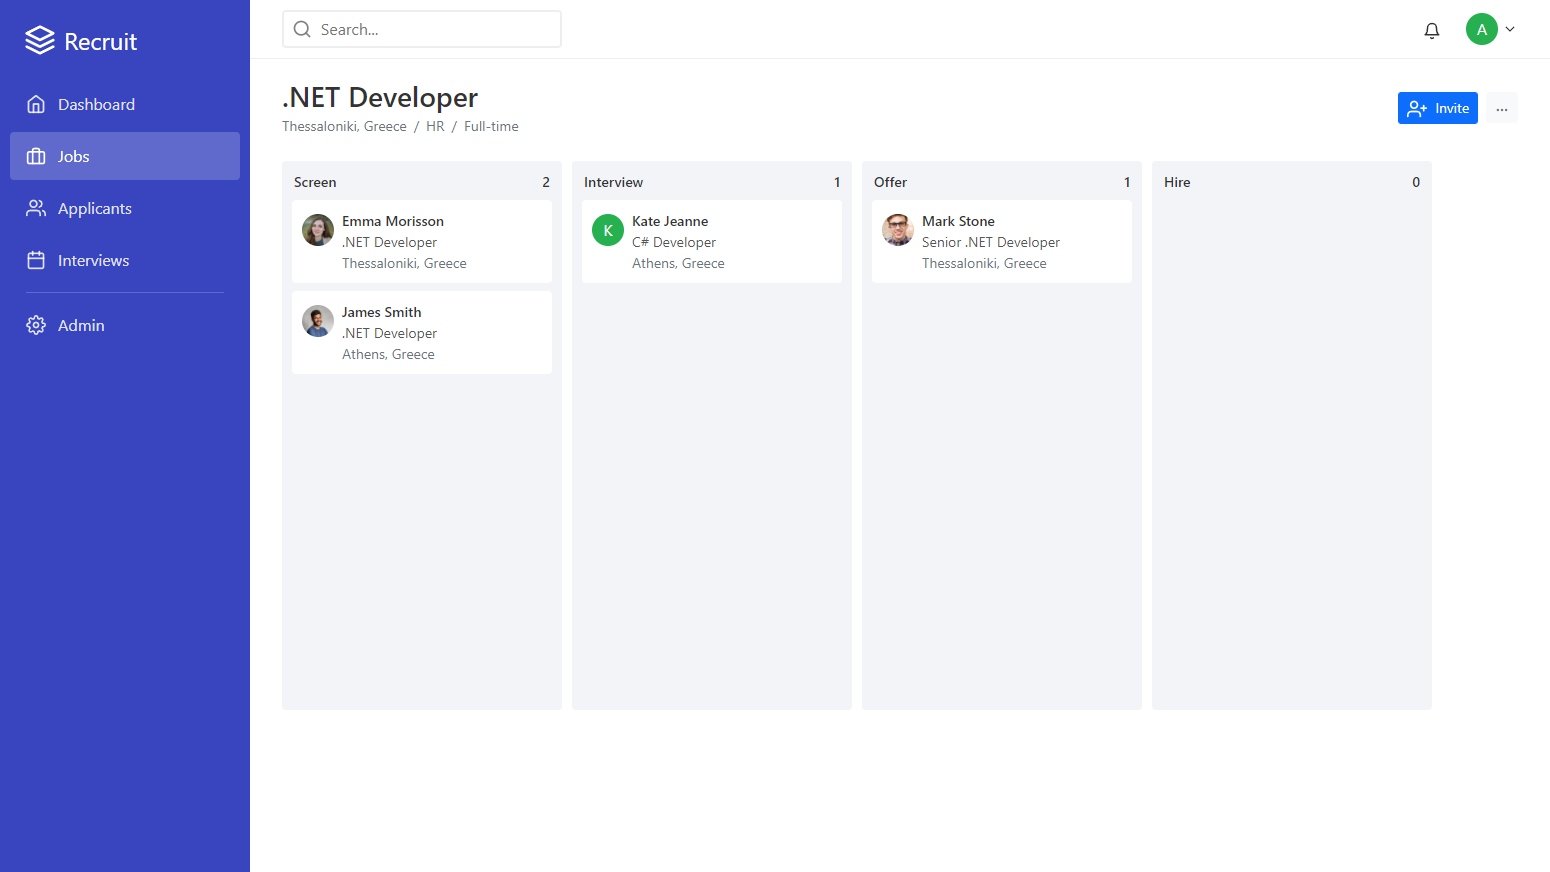 Recruit
Dashboard
Jobs
Applicants
Interviews
Admin
Search...
A
.NET Developer
Thessaloniki, Greece / HR / Full-time
Invite
...
Screen 2
Emma Morisson
.NET Developer
Thessaloniki, Greece
James Smith
.NET Developer
Athens, Greece
Interview 1
K
Kate Jeanne
C# Developer
Athens, Greece
Offer 1
Mark Stone
Senior .NET Developer
Thessaloniki, Greece
Hire 0